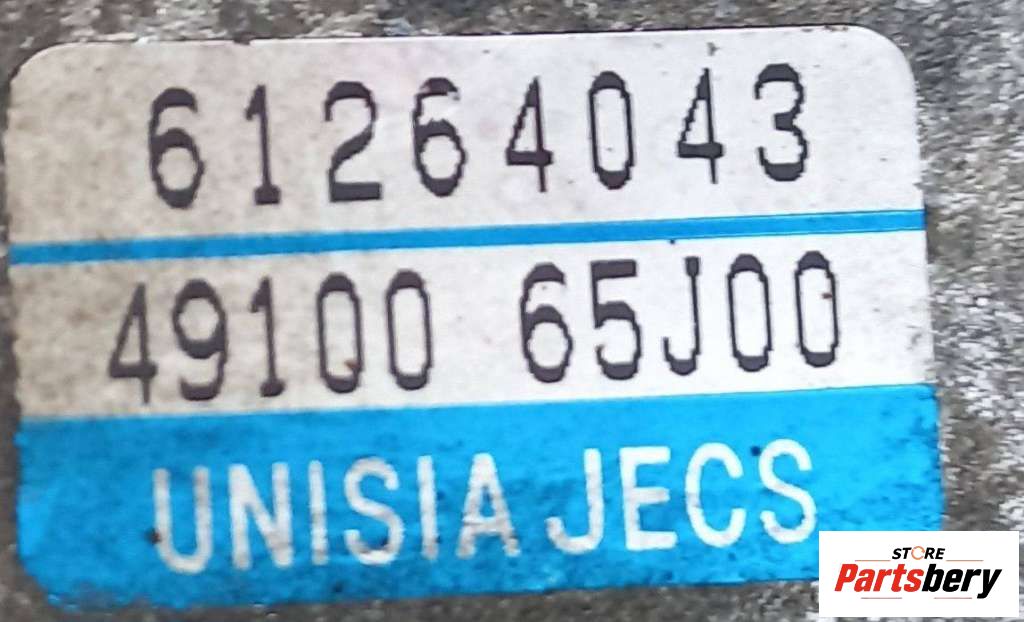 61264043
49100 65J00
UNISIA JECS
STORE
Partsbery